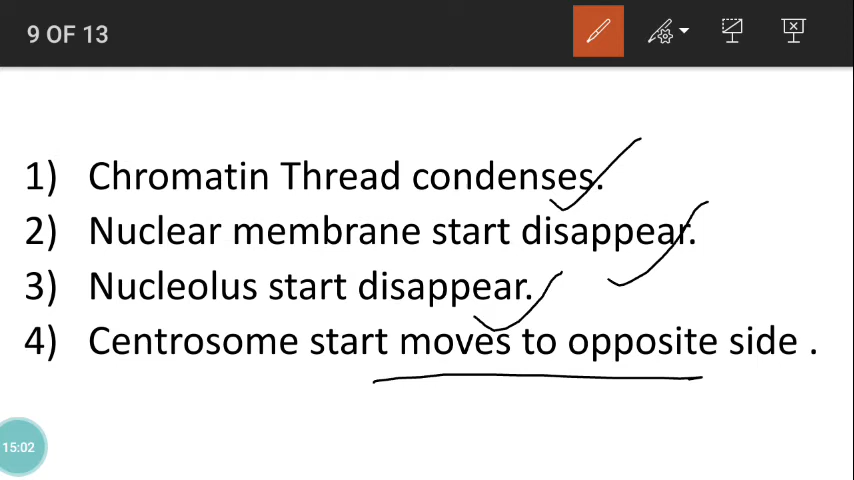 9 OF 13
1) Chromatin Thread condenses.
2) Nuclear membrane start disappear.
3) Nucleolus start disappear.
4) Centrosome start moves to opposite side .
15:02